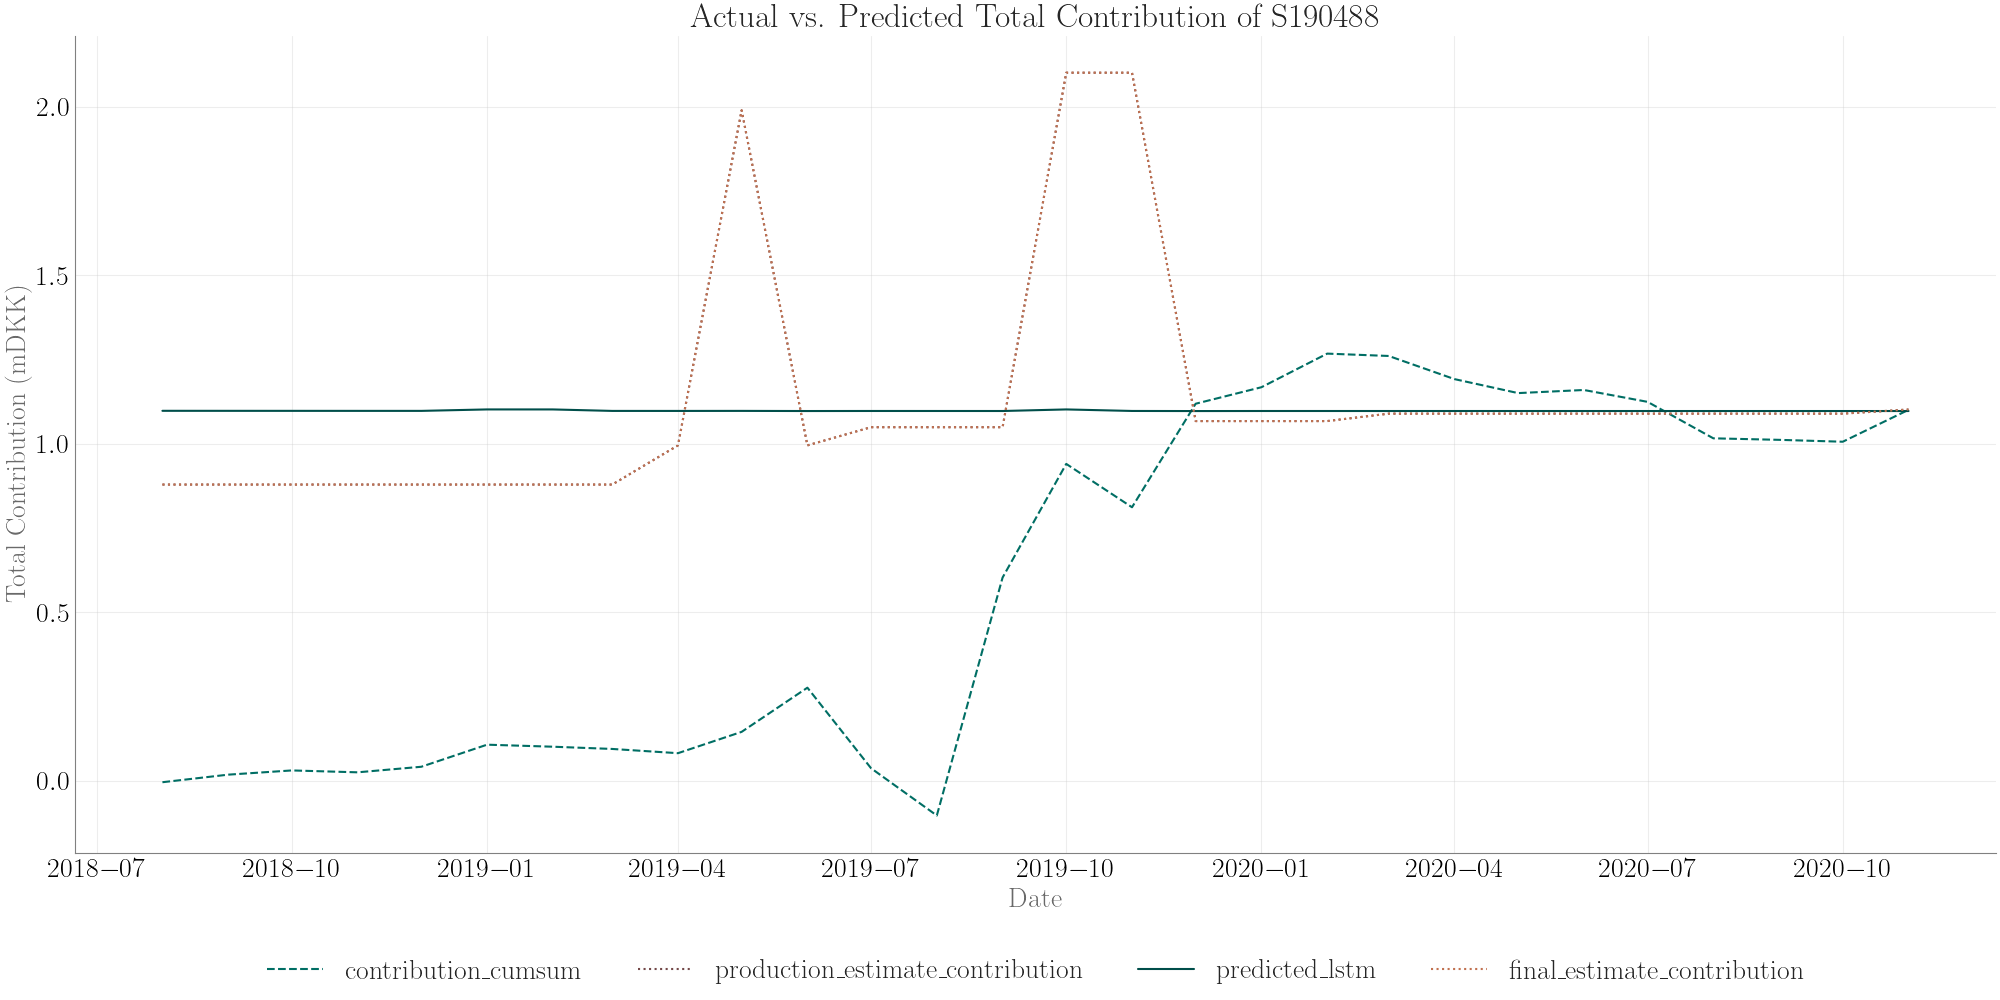 Actual vs. Predicted Total Contribution of S190488
Total Contribution (mDKK)
2.0
1.5
1.0
0.5
0.0
2018−07 2018−10 2019−01 2019−04 2019−07 2019−10 2020−01 2020−04 2020−07 2020−10
Date
contribution_cumsum production_estimate_contribution predicted_lstm final_estimate_contribution